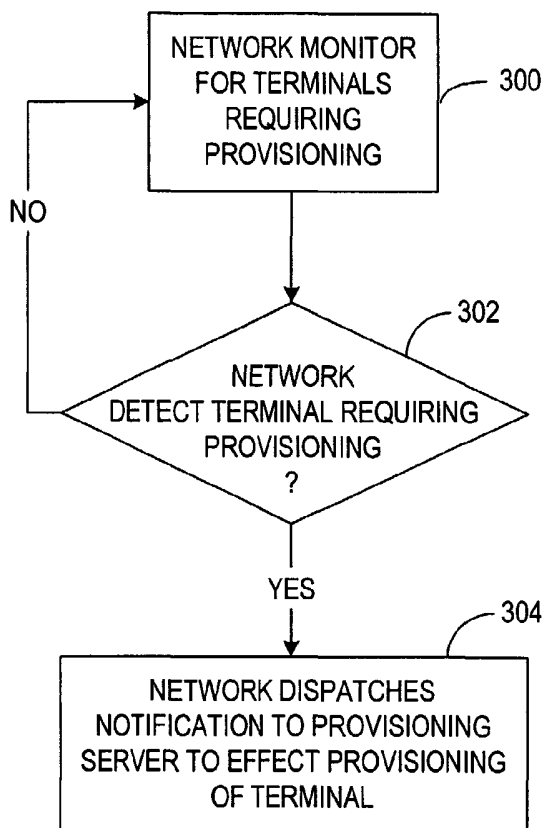 NETWORK MONITOR
FOR TERMINALS
REQUIRING
PROVISIONING
300
NO
302
NETWORK
DETECT TERMINAL REQUIRING
PROVISIONING
?
YES
304
NETWORK DISPATCHES
NOTIFICATION TO PROVISIONING
SERVER TO EFFECT PROVISIONING
OF TERMINAL